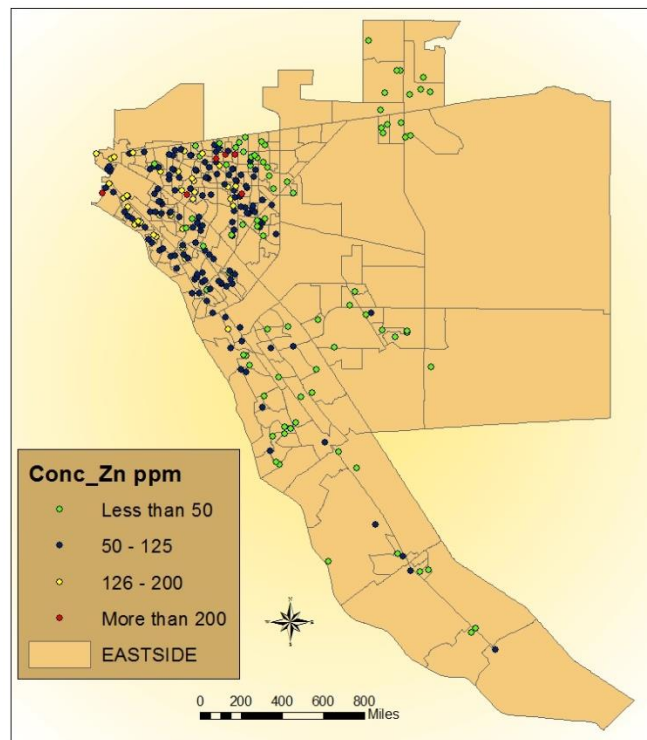 Conc_Zn ppm
Less than 50
50 - 125
126 - 200
More than 200
EASTSIDE
0 200 400 600 800
Miles